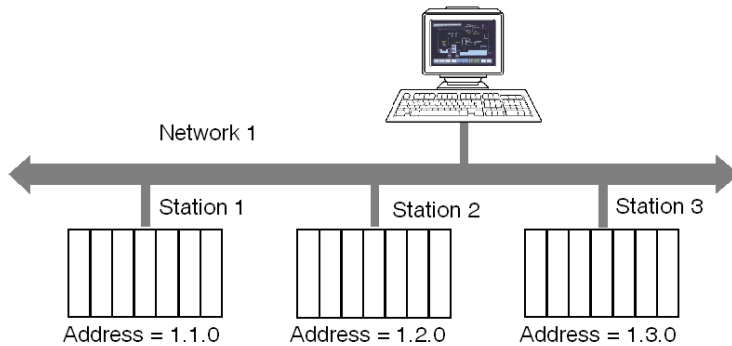 Network 1
Station 1
Station 2
Station 3
Address = 1.1.0
Address = 1.2.0
Address = 1.3.0